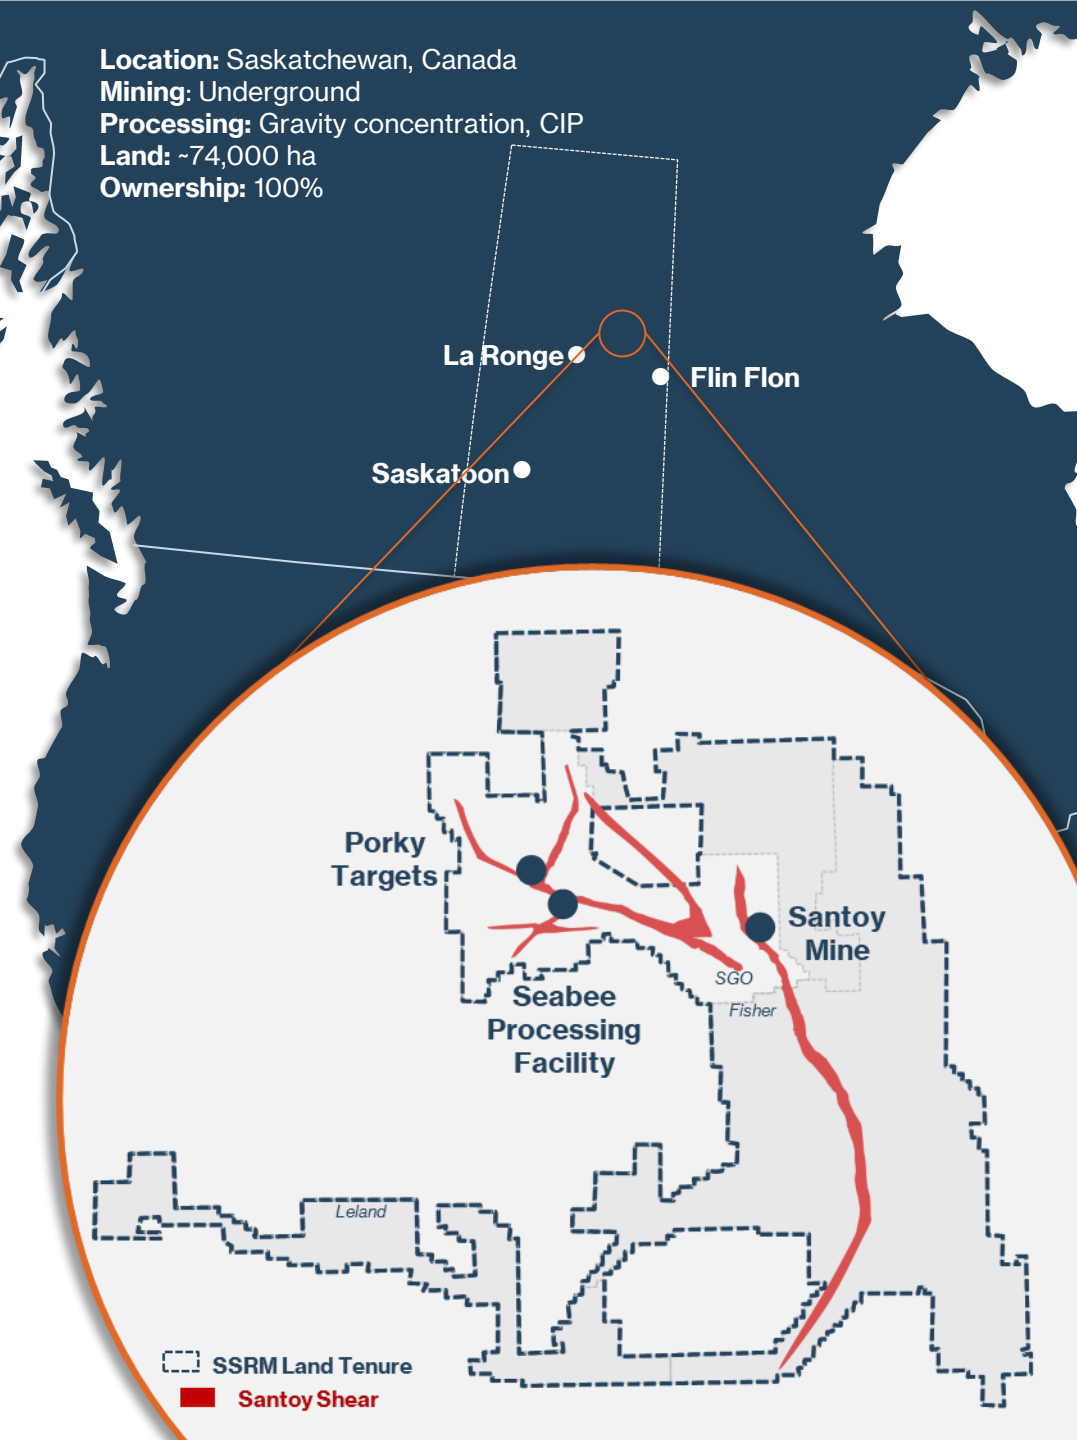 Location: Saskatchewan, Canada
Mining: Underground
Processing: Gravity concentration, CIP
Land: ~74,000 ha
Ownership: 100%
La Ronge
Flin Flon
Saskatoon
Porky
Targets
Santoy
Mine
SGO
Fisher
Seabee
Processing
Facility
Leland
SSRM Land Tenure
Santoy Shear